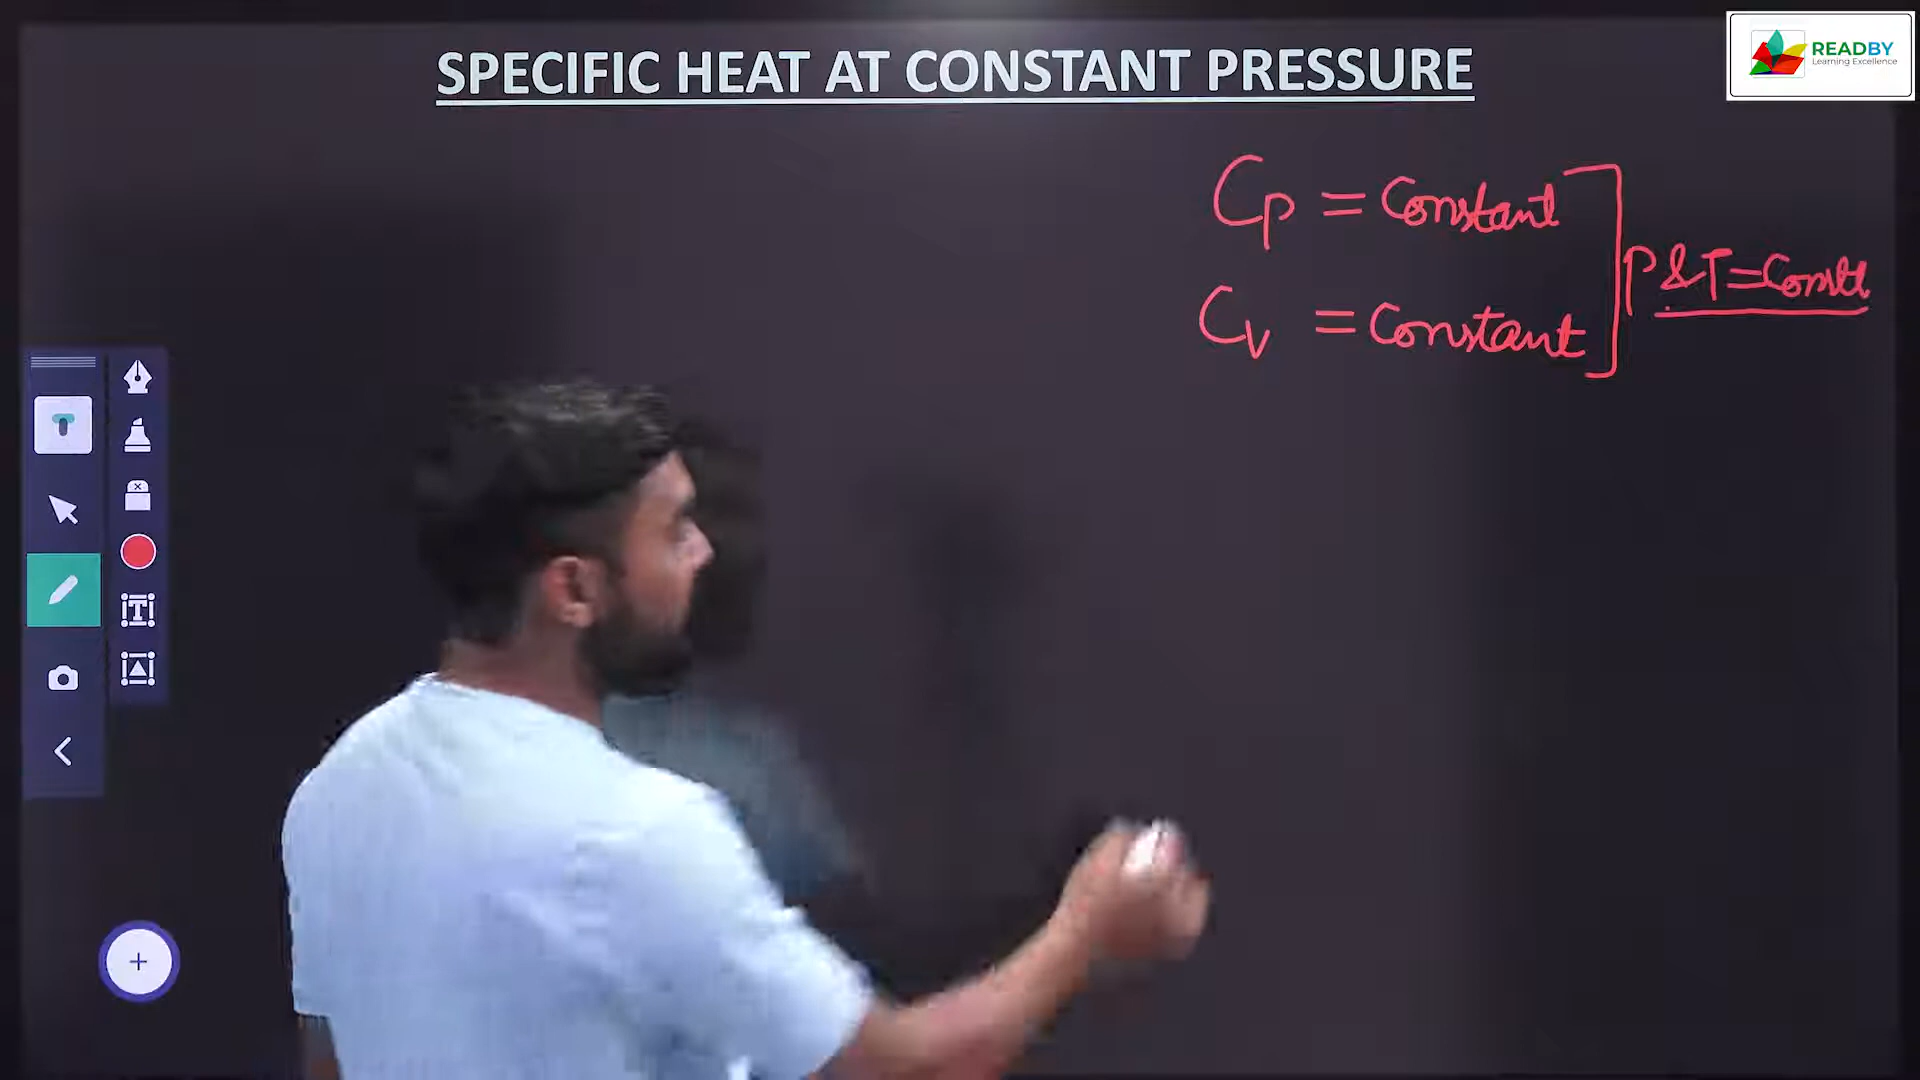 SPECIFIC HEAT AT CONSTANT PRESSURE
READBY
Learning Excellence
Cp = Constant
P & T = Constt
Cv = Constant